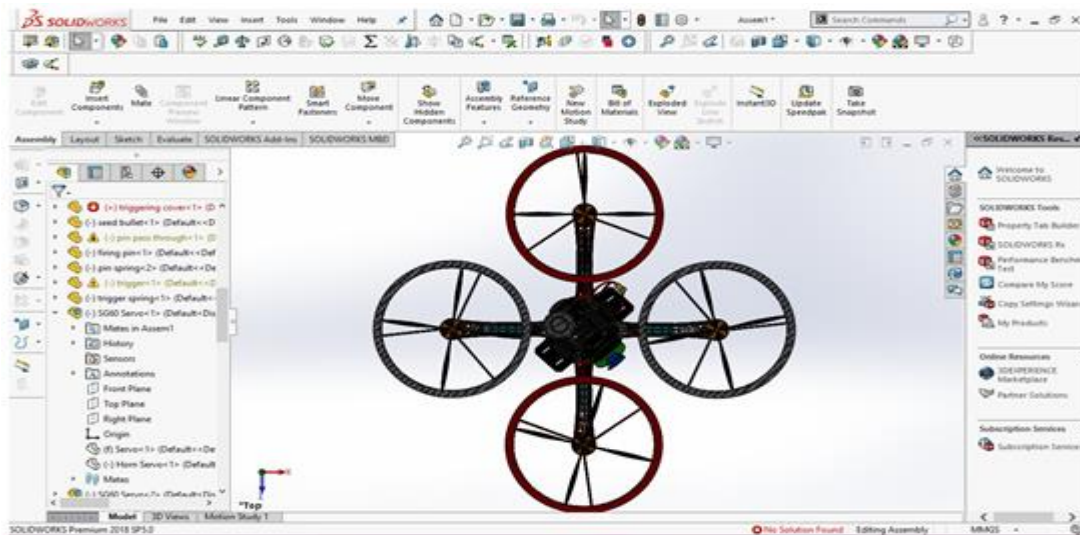 SOLIDWORKS File Edit View Insert Tools Window Help Assem1 * Search Commands
Edit Component Insert Components Mate Component Preview Window Linear Component Pattern Smart Fasteners Move Component Show Hidden Components Assembly Features Reference Geometry New Motion Study Bill of Materials Exploded View Explode Line Sketch Instant3D Update Speedpak Take Snapshot
Assembly Layout Sketch Evaluate SOLIDWORKS Add-Ins SOLIDWORKS MBD
«SOLIDWORKS Res...
Welcome to
SOLIDWORKS
(+) triggering cover<1> (D
(-) seed bullet<1> (Default<<D
(-) pin pass through<1> (D
(-) firing pin<1> (Default<<Def
(-) pin spring<2> (Default<<De
(-) trigger<1> (Default<<D
(-) trigger spring<1> (Default<
(-) SG60 Servo<1> (Default<Dis
Mates in Assem1
History
Sensors
Annotations
Front Plane
Top Plane
Right Plane
Origin
(f) Servo<1> (Default<<De
(-) Horn Servo<1> (Default
Mates
(-) SG60 Servo<2> (Default<Dis
SOLIDWORKS Tools
Property Tab Builder
SOLIDWORKS Rx
Performance Benchm
Test
Compare My Score
Copy Settings Wizar
My Products
Online Resources
3DEXPERIENCE
Marketplace
Partner Solutions
Subscription Services
Subscription Service
*Top
Model 3D Views Motion Study 1
SOLIDWORKS Premium 2018 SP5.0 No Solution Found Editing Assembly MMGS